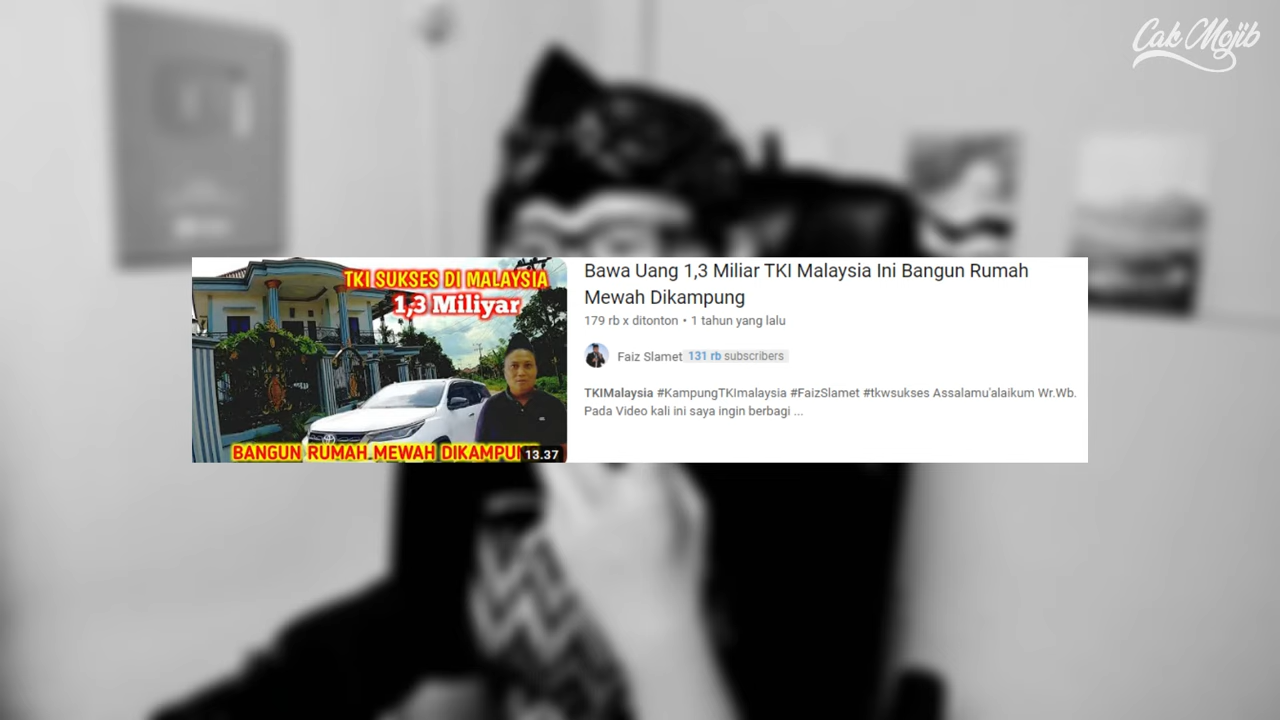 Cak Mojib
TKI SUKSES DI MALAYSIA
1,3 Miliyar
BANGUN RUMAH MEWAH DIKAMPU
13.37
Bawa Uang 1,3 Miliar TKI Malaysia Ini Bangun Rumah
Mewah Dikampung
179 rb x ditonton • 1 tahun yang lalu
Faiz Slamet 131 rb subscribers
TKIMalaysia #KampungTKImalaysia #FaizSlamet #tkwsukses Assalamu'alaikum Wr.Wb.
Pada Video kali ini saya ingin berbagi ...